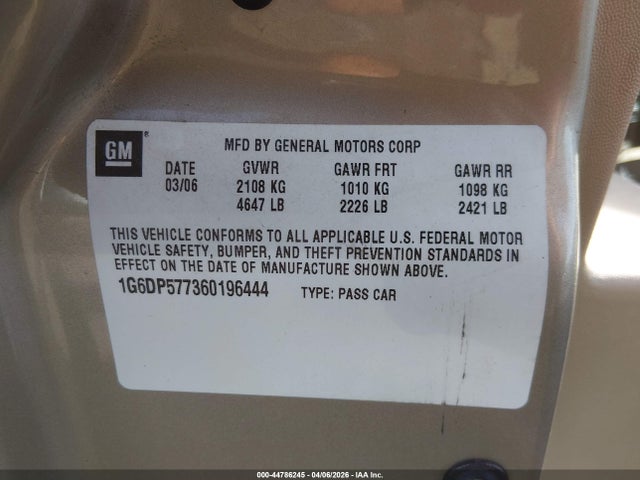 GM ®
MFD BY GENERAL MOTORS CORP
DATE GVWR GAWR FRT GAWR RR
03/06 2108 KG 1010 KG 1098 KG
4647 LB 2226 LB 2421 LB
THIS VEHICLE CONFORMS TO ALL APPLICABLE U.S. FEDERAL MOTOR
VEHICLE SAFETY, BUMPER, AND THEFT PREVENTION STANDARDS IN
EFFECT ON THE DATE OF MANUFACTURE SHOWN ABOVE.
1G6DP577360196444 TYPE: PASS CAR
000-44786245 - 04/06/2026 - IAA Inc.